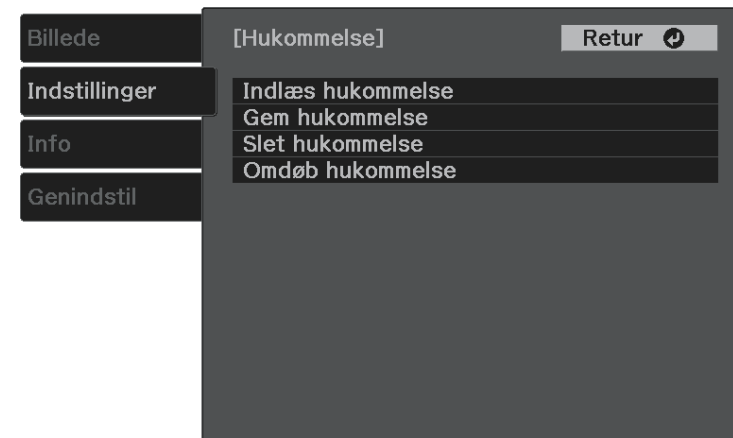 Billede
Indstillinger
Info
Genindstil
[Hukommelse]
Retur
Indlæs hukommelse
Gem hukommelse
Slet hukommelse
Omdøb hukommelse